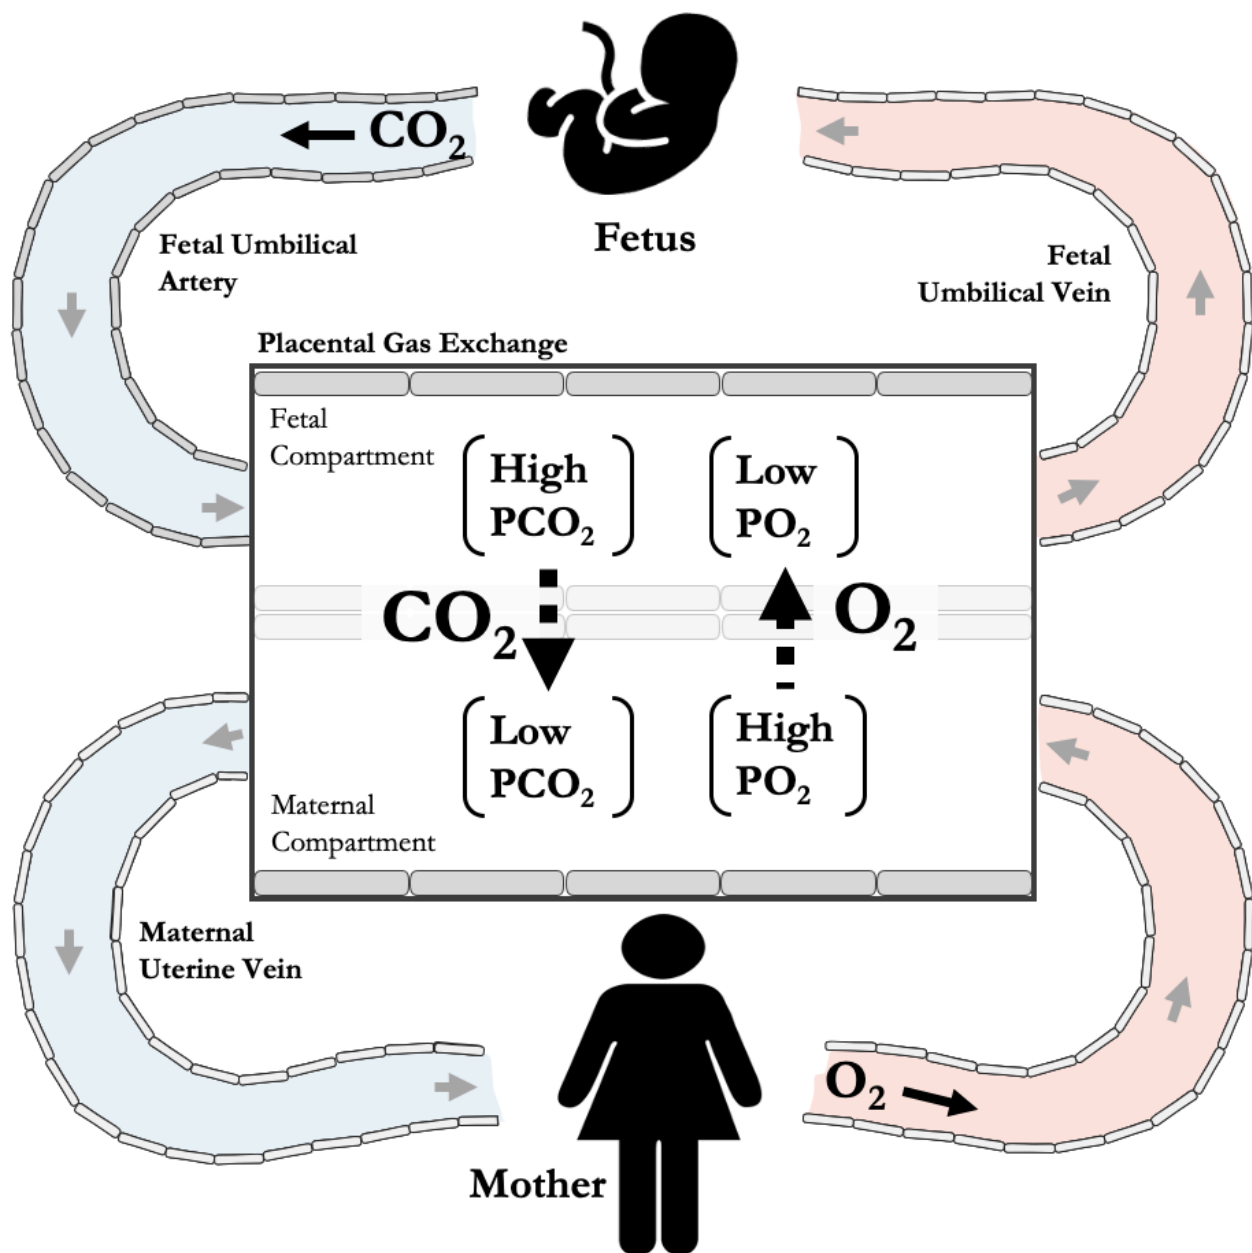 CO₂
Fetus
Fetal Umbilical
Artery
Fetal
Umbilical Vein
Placental Gas Exchange
Fetal
Compartment
High
PCO₂
Low
PO₂
CO₂
O₂
Low
PCO₂
High
PO₂
Maternal
Compartment
Maternal
Uterine Vein
O₂
Mother